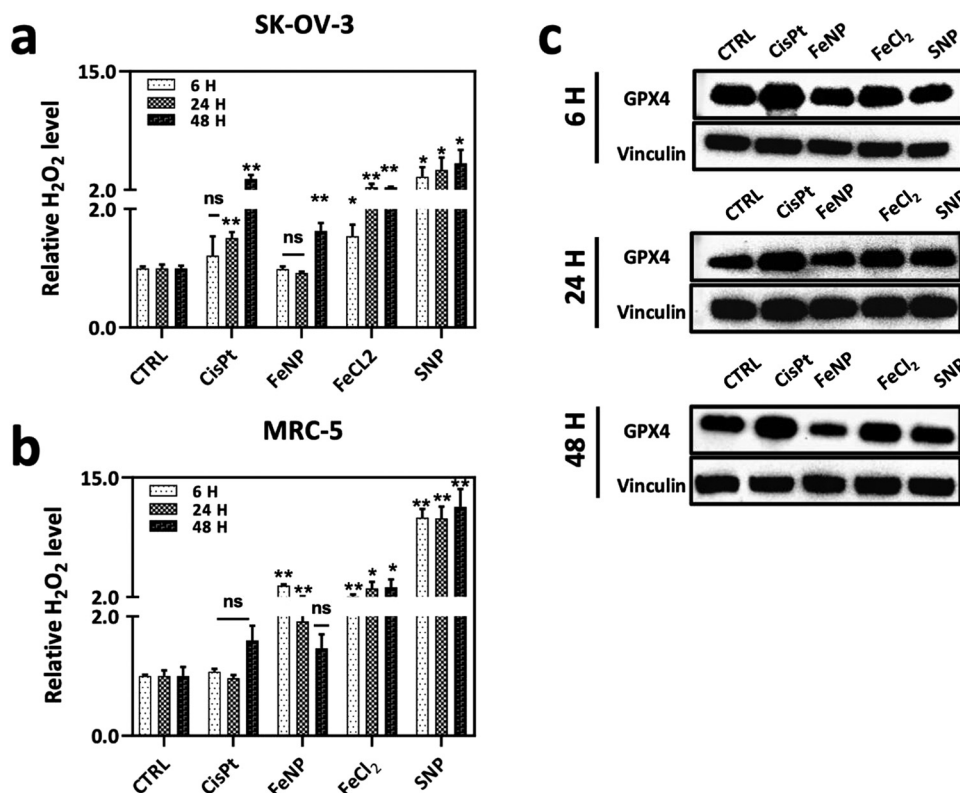 a
SK-OV-3
Relative H₂O₂ level
15.0
2.0
2.0
0.0
6 H
24 H
48 H
ns
**
**
ns
**
*
**
**
*
*
*
CTRL
CisPt
FeNP
FeCL2
SNP
b
MRC-5
Relative H₂O₂ level
15.0
2.0
2.0
0.0
6 H
24 H
48 H
ns
**
**
ns
**
*
*
**
**
**
CTRL
CisPt
FeNP
FeCl₂
SNP
c
CTRL CisPt FeNP FeCl₂ SNP
6 H
GPX4
Vinculin
CTRL CisPt FeNP FeCl₂ SNP
24 H
GPX4
Vinculin
CTRL CisPt FeNP FeCl₂ SNP
48 H
GPX4
Vinculin